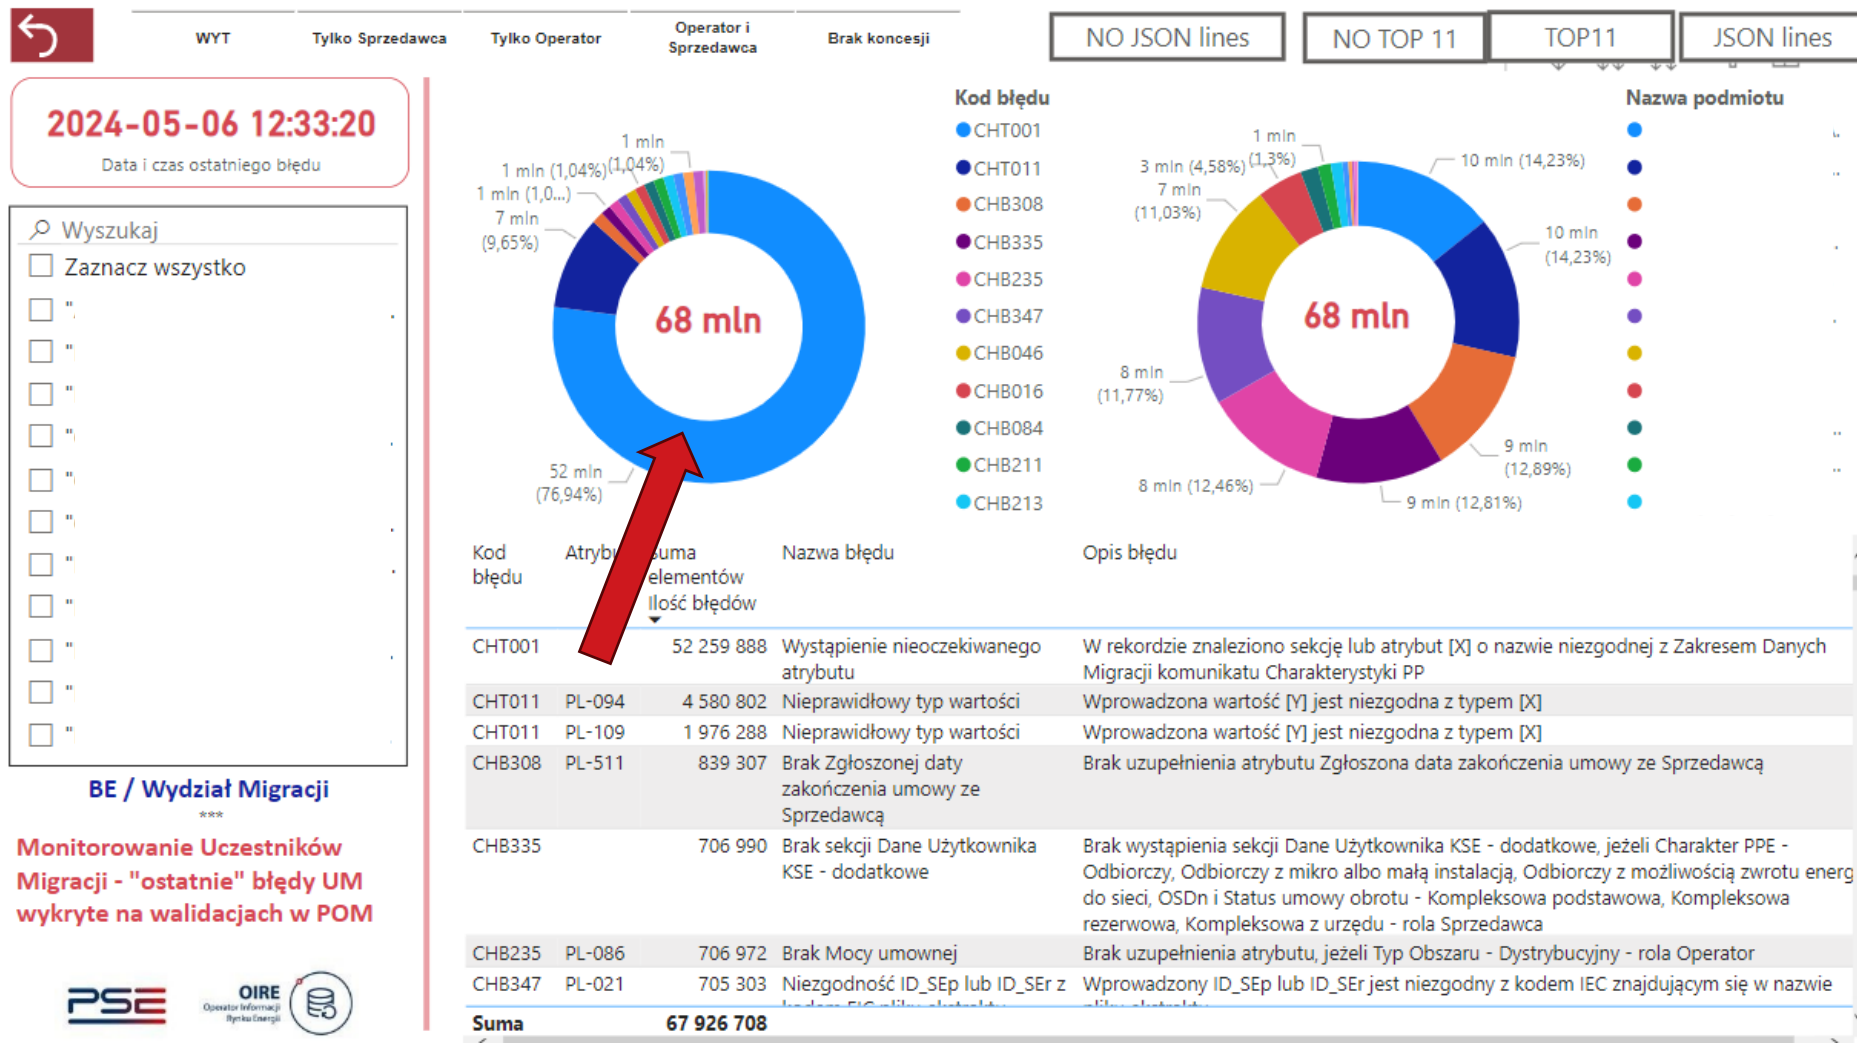 WYT
Tylko Sprzedawca
Tylko Operator
Operator i
Sprzedawca
Brak koncesji
NO JSON lines
NO TOP 11
TOP11
JSON lines
2024-05-06 12:33:20
Data i czas ostatniego błędu
Wyszukaj
Zaznacz wszystko
BE / Wydział Migracji
***
Monitorowanie Uczestników
Migracji - "ostatnie" błędy UM
wykryte na walidacjach w POM
PSE
OIRE
Operator Informacji
Rynku Energii
1 mln
(1,04%)
1 mln (1,04%)
1 mln (1,0...)
7 mln
(9,65%)
68 mln
52 mln
(76,94%)
Kod błędu
CHT001
CHT011
CHB308
CHB335
CHB235
CHB347
CHB046
CHB016
CHB084
CHB211
CHB213
1 mln
(1,3%)
3 mln (4,58%)
7 mln
(11,03%)
8 mln
(11,77%)
8 mln (12,46%)
9 mln (12,81%)
9 mln
(12,89%)
10 mln
(14,23%)
10 mln (14,23%)
68 mln
Nazwa podmiotu
Kod
błędu
Suma
elementów
Ilość błędów
Nazwa błędu
Opis błędu
CHT001 52 259 888 Wystąpienie nieoczekiwanego W rekordzie znaleziono sekcję lub atrybut [X] o nazwie niezgodnej z Zakresem Danych
atrybutu Migracji komunikatu Charakterystyki PP
CHT011 PL-094 4 580 802 Nieprawidłowy typ wartości Wprowadzona wartość [Y] jest niezgodna z typem [X]
CHT011 PL-109 1 976 288 Nieprawidłowy typ wartości Wprowadzona wartość [Y] jest niezgodna z typem [X]
CHB308 PL-511 839 307 Brak Zgłoszonej daty Brak uzupełnienia atrybutu Zgłoszona data zakończenia umowy ze Sprzedawcą
zakończenia umowy ze
Sprzedawcą
CHB335 706 990 Brak sekcji Dane Użytkownika Brak wystąpienia sekcji Dane Użytkownika KSE - dodatkowe, jeżeli Charakter PPE -
KSE - dodatkowe Odbiorczy, Odbiorczy z mikro albo małą instalacją, Odbiorczy z możliwością zwrotu energ
do sieci, OSDn i Status umowy obrotu - Kompleksowa podstawowa, Kompleksowa
rezerwowa, Kompleksowa z urzędu - rola Sprzedawca
CHB235 PL-086 706 972 Brak Mocy umownej Brak uzupełnienia atrybutu, jeżeli Typ Obszaru - Dystrybucyjny - rola Operator
CHB347 PL-021 705 303 Niezgodność ID_SEp lub ID_SEr z Wprowadzony ID_SEp lub ID_SEr jest niezgodny z kodem IEC znajdującym się w nazwie
Suma 67 926 708